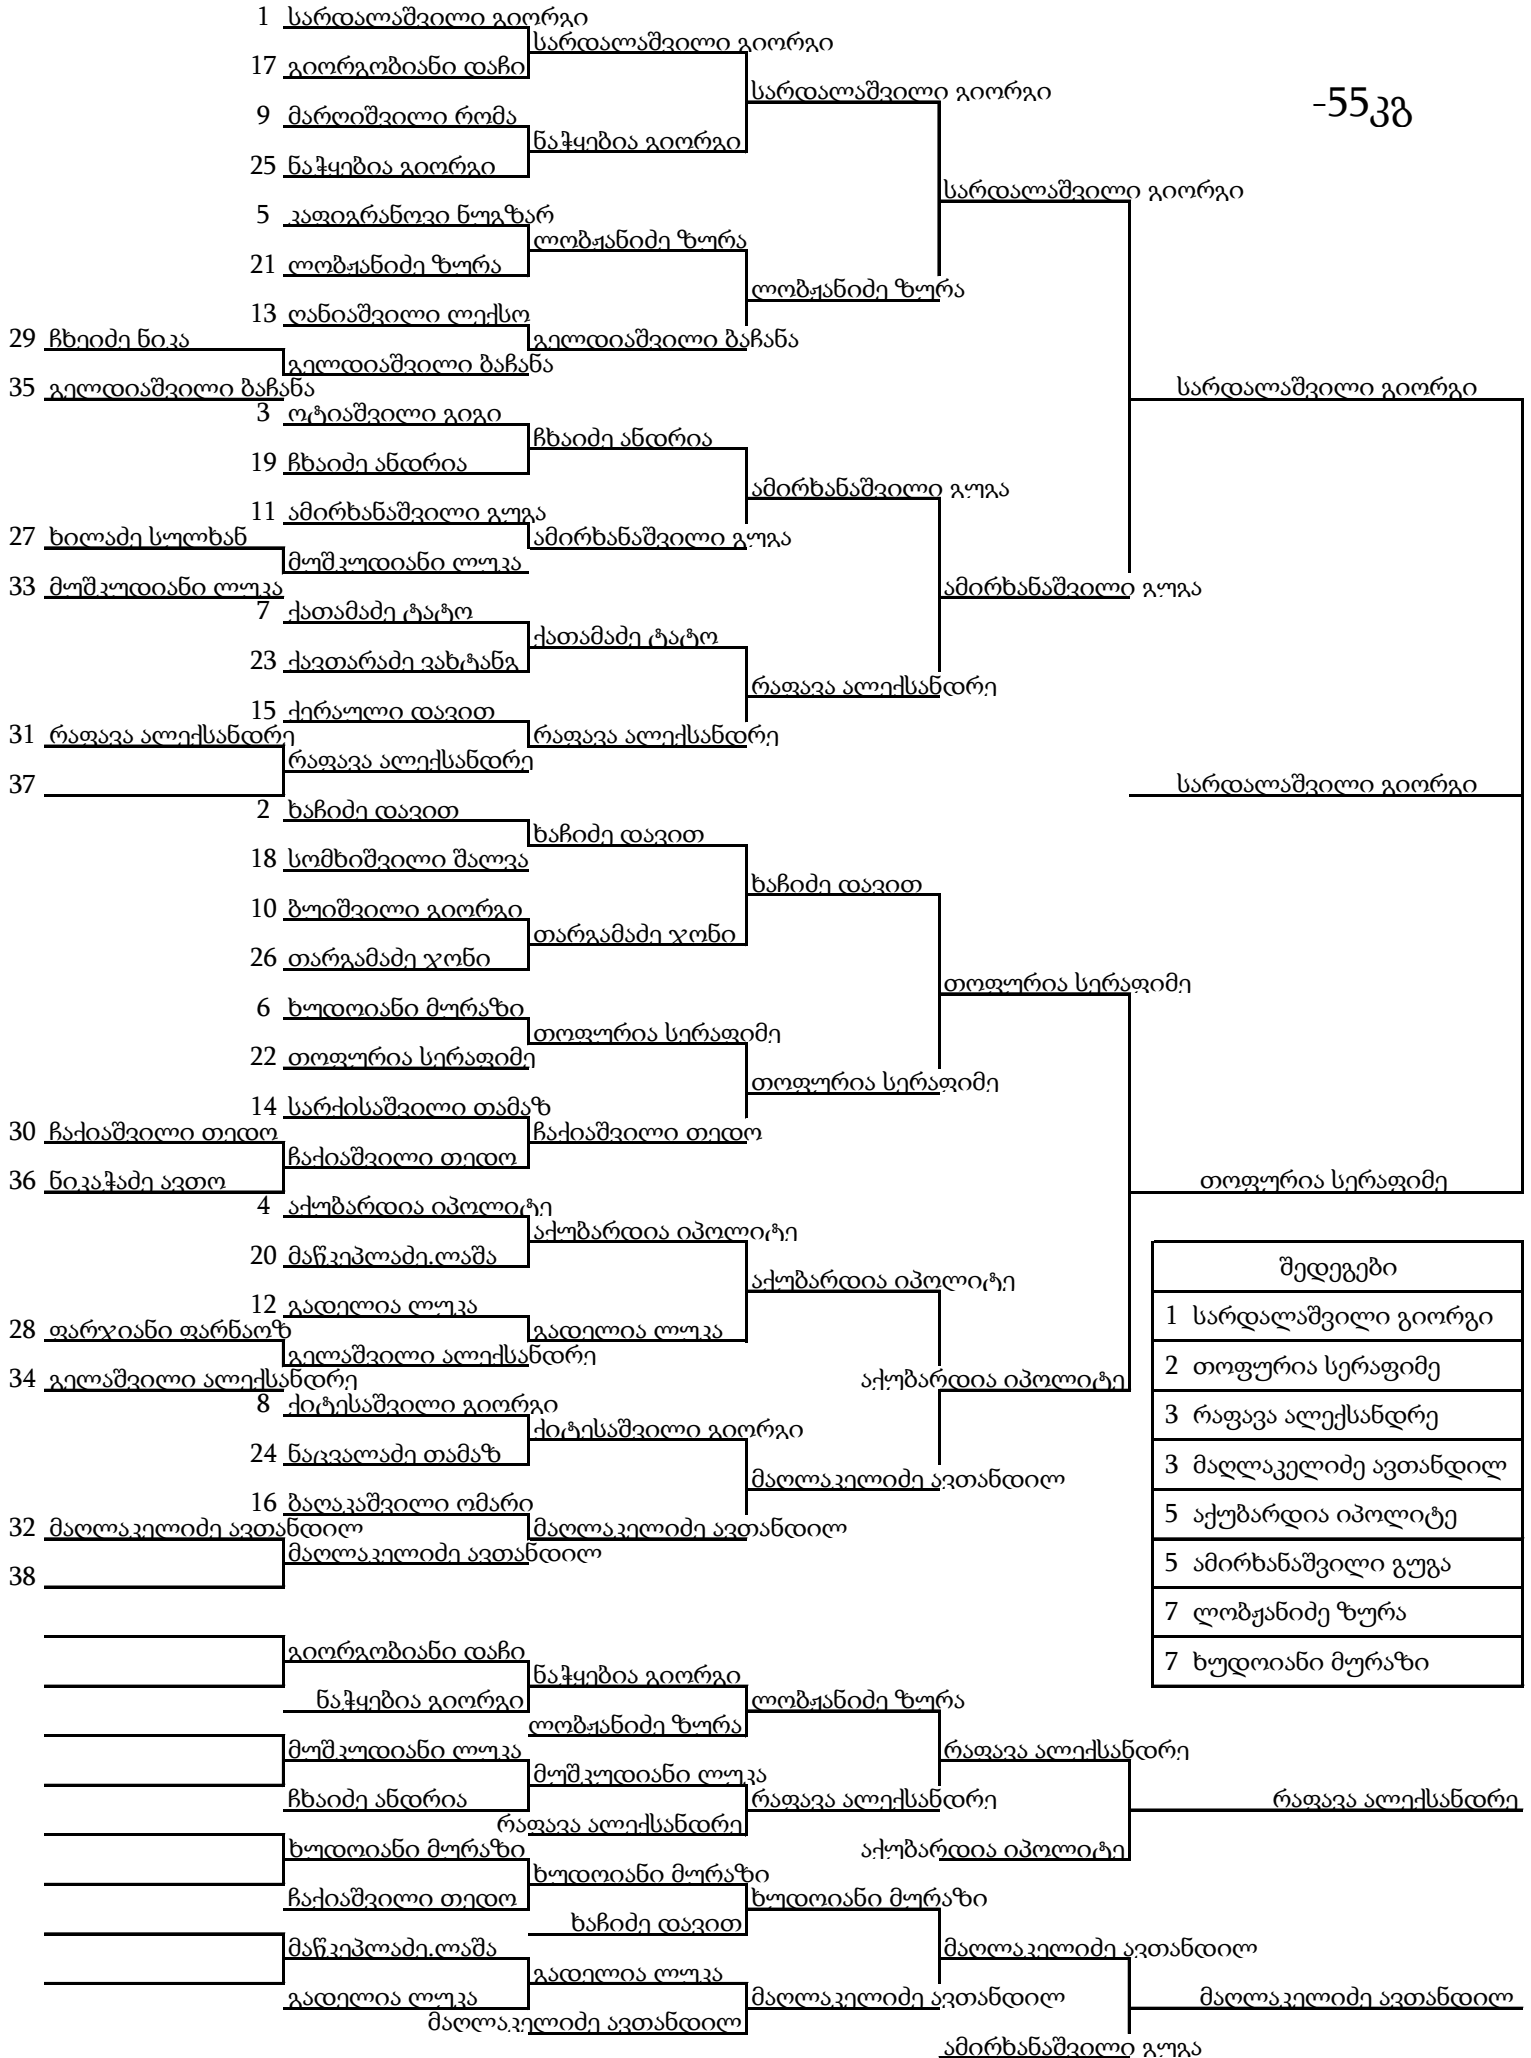 1 სარდალაშვილი გიორგი
სარდალაშვილი გიორგი
17 გიორგობიანი დაჩი
სარდალაშვილი გიორგი
-55კგ
9 მაროიშვილი რომა
ნაჭყებია გიორგი
25 ნაჭყებია გიორგი
სარდალაშვილი გიორგი
5 კაფიგრანოვი ნუგზარ
ლობჟანიძე ზურა
21 ლობჟანიძე ზურა
ლობჟანიძე ზურა
13 ღანიაშვილი ლექსო
29 ჩხეიძე ნიკა
გელდიაშვილი ბაჩანა
გელდიაშვილი ბაჩანა
35 გელდიაშვილი ბაჩანა
სარდალაშვილი გიორგი
3 ოტიაშვილი გიგი
ჩხაიძე ანდრია
19 ჩხაიძე ანდრია
ამირხანაშვილი გუგა
11 ამირხანაშვილი გუგა
27 ხილაძე სულხან
ამირხანაშვილი გუგა
მუშკუდიანი ლუკა
33 მუშკუდიანი ლუკა
ამირხანაშვილი გუგა
7 ქათამაძე ტატო
ქათამაძე ტატო
23 ქავთარაძე ვახტანგ
რაფავა ალექსანდრე
15 ქერაული დავით
31 რაფავა ალექსანდრე
რაფავა ალექსანდრე
რაფავა ალექსანდრე
37
სარდალაშვილი გიორგი
2 ხაჩიძე დავით
ხაჩიძე დავით
18 სომხიშვილი შალვა
ხაჩიძე დავით
10 ბუიშვილი გიორგი
თარგამაძე ჯონი
26 თარგამაძე ჯონი
თოფურია სერაფიმე
6 ხუდოიანი მურაზი
თოფურია სერაფიმე
22 თოფურია სერაფიმე
თოფურია სერაფიმე
14 სარქისაშვილი თამაზ
30 ჩაქიაშვილი თედო
ჩაქიაშვილი თედო
ჩაქიაშვილი თედო
36 ნიკაჭაძე ავთო
თოფურია სერაფიმე
4 აქუბარდია იპოლიტე
აქუბარდია იპოლიტე
20 მაწკეპლაძე.ლაშა
აქუბარდია იპოლიტე
12 გადელია ლუკა
28 ფარჯიანი ფარნაოზ
გადელია ლუკა
გელაშვილი ალექსანდრე
34 გელაშვილი ალექსანდრე
აქუბარდია იპოლიტე
8 ქიტესაშვილი გიორგი
ქიტესაშვილი გიორგი
24 ნაცვალაძე თამაზ
მაღლაკელიძე ავთანდილ
16 ბაღაკაშვილი ომარი
32 მაღლაკელიძე ავთანდილ
მაღლაკელიძე ავთანდილ
მაღლაკელიძე ავთანდილ
38
შედეგები
1 სარდალაშვილი გიორგი
2 თოფურია სერაფიმე
3 რაფავა ალექსანდრე
3 მაღლაკელიძე ავთანდილ
5 აქუბარდია იპოლიტე
5 ამირხანაშვილი გუგა
7 ლობჟანიძე ზურა
7 ხუდოიანი მურაზი
გიორგობიანი დაჩი
ნაჭყებია გიორგი
ნაჭყებია გიორგი
ლობჟანიძე ზურა
ლობჟანიძე ზურა
მუშკუდიანი ლუკა
რაფავა ალექსანდრე
მუშკუდიანი ლუკა
ჩხაიძე ანდრია
რაფავა ალექსანდრე
რაფავა ალექსანდრე
რაფავა ალექსანდრე
ხუდოიანი მურაზი
აქუბარდია იპოლიტე
ხუდოიანი მურაზი
ჩაქიაშვილი თედო
ხუდოიანი მურაზი
ხაჩიძე დავით
მაწკეპლაძე.ლაშა
მაღლაკელიძე ავთანდილ
გადელია ლუკა
გადელია ლუკა
მაღლაკელიძე ავთანდილ
მაღლაკელიძე ავთანდილ
მაღლაკელიძე ავთანდილ
ამირხანაშვილი გუგა